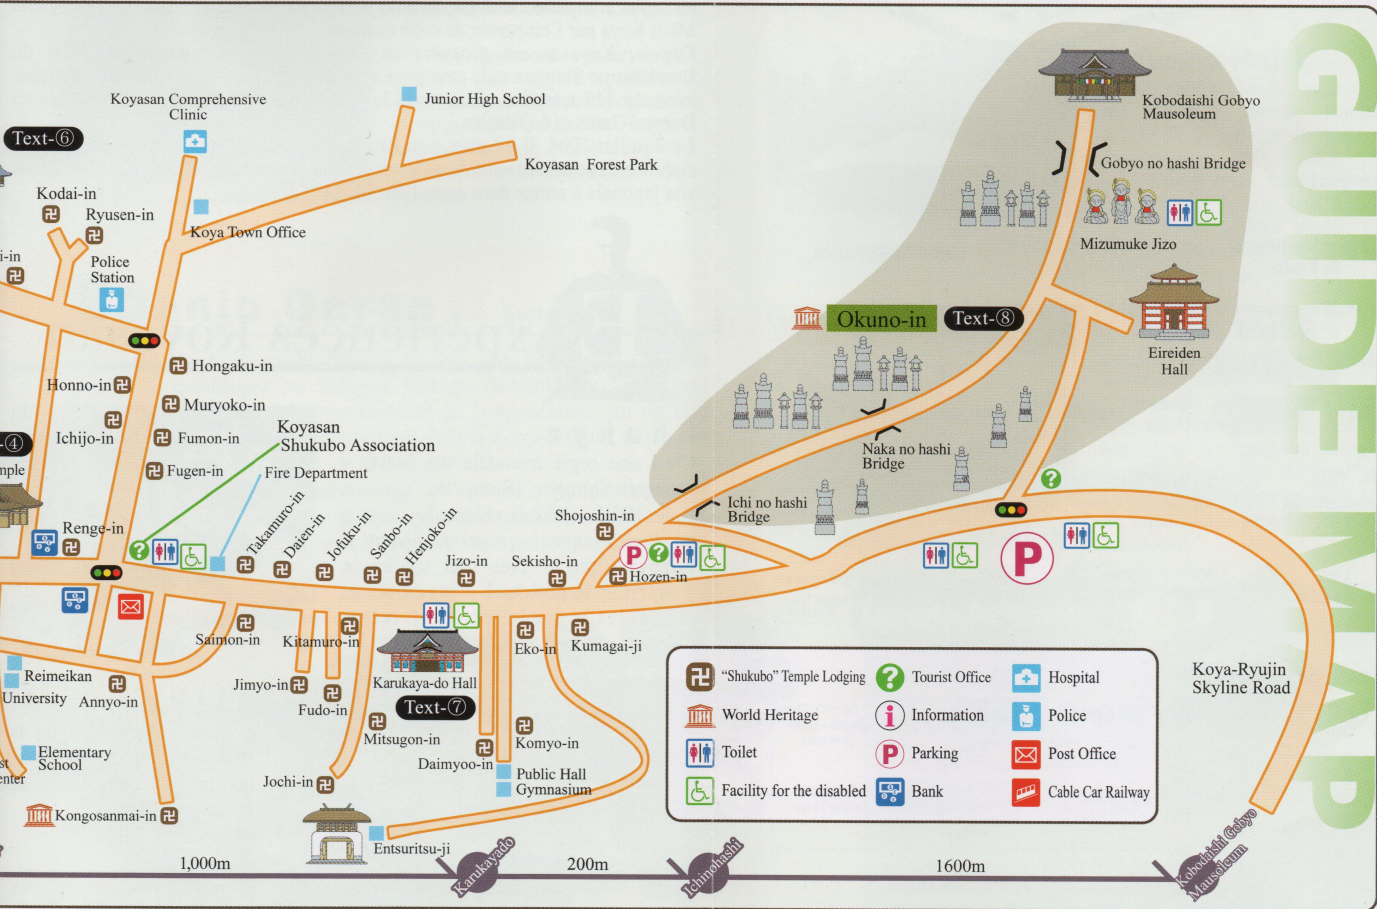 GUIDE MAP
Koyasan Comprehensive
Clinic
Junior High School
Text-⑥
Koyasan Forest Park
Kobodaishi Gobyo
Mausoleum
Gobyo no hashi Bridge
Kodai-in
Ryusen-in
Koya Town Office
Mizumuke Jizo
i-in
Police
Station
Okuno-in
Text-⑧
Eireiden
Hall
Hongaku-in
Honno-in
Muryoko-in
Ichijo-in
Fumon-in
Koyasan
Shukubo Association
-④
mple
Fugen-in
Fire Department
Naka no hashi
Bridge
Renge-in
Takamuro-in
Daien-in
Jofuku-in
Sanbo-in
Henjoko-in
Jizo-in
Sekisho-in
Shojoshin-in
Ichi no hashi
Bridge
P
Hozen-in
P
Saimon-in
Kitamuro-in
Eko-in
Kumagai-ji
Reimeikan
University
Annyo-in
Jimyo-in
Fudo-in
Karukaya-do Hall
Text-⑦
Mitsugon-in
Komyo-in
Daimyoo-in
Elementary
School
st
enter
Jochi-in
Public Hall
Gymnasium
Kongosanmai-in
Entsuritsu-ji
Koya-Ryujin
Skyline Road
"Shukubo" Temple Lodging
Tourist Office
Hospital
World Heritage
Information
Police
Toilet
Parking
Post Office
Facility for the disabled
Bank
Cable Car Railway
1,000m
Karukayado
200m
Ichinohashi
1600m
Kobodaishi Gobyo
Mausoleum